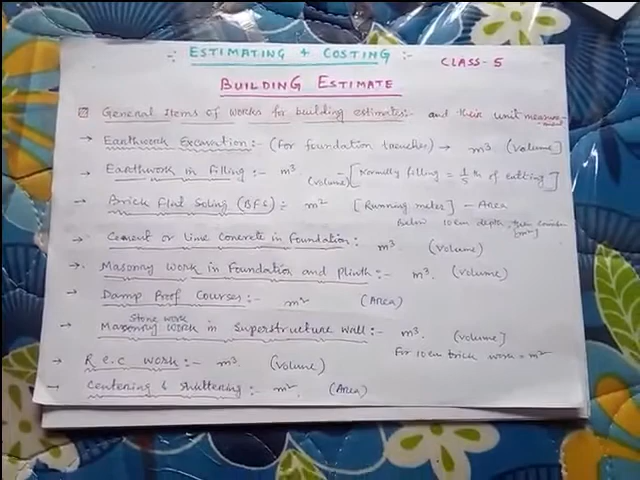 :- ESTIMATING + COSTING :-
CLASS-5
BUILDING ESTIMATE
General Items of works for building estimates:- and their unit measurement
→ Earthwork Excavation:- (For foundation trenches) → m³ (Volume]
→ Earthwork in Filling:- m³ (Volume) -[Normally filling = 1/5 th of cutting]
→ Brick Flat Soling (BFS):- m² [Running meter] - Area
Below 10cm depth, then consider [m²]
→ Cement or lime Concrete in Foundation:- m³ (Volume)
→ Masonry Work in Foundation and plinth:- m³. (Volume)
→ Damp Proof Courses:- m² (Area)
Stone work
→ Masonry Work in Superstructure Wall:- m³. (Volume]
For 10cm brick work = m²
→ R.c.c Work:- m³ (Volume)
→ Centening & Shuttering:- m². (Area)